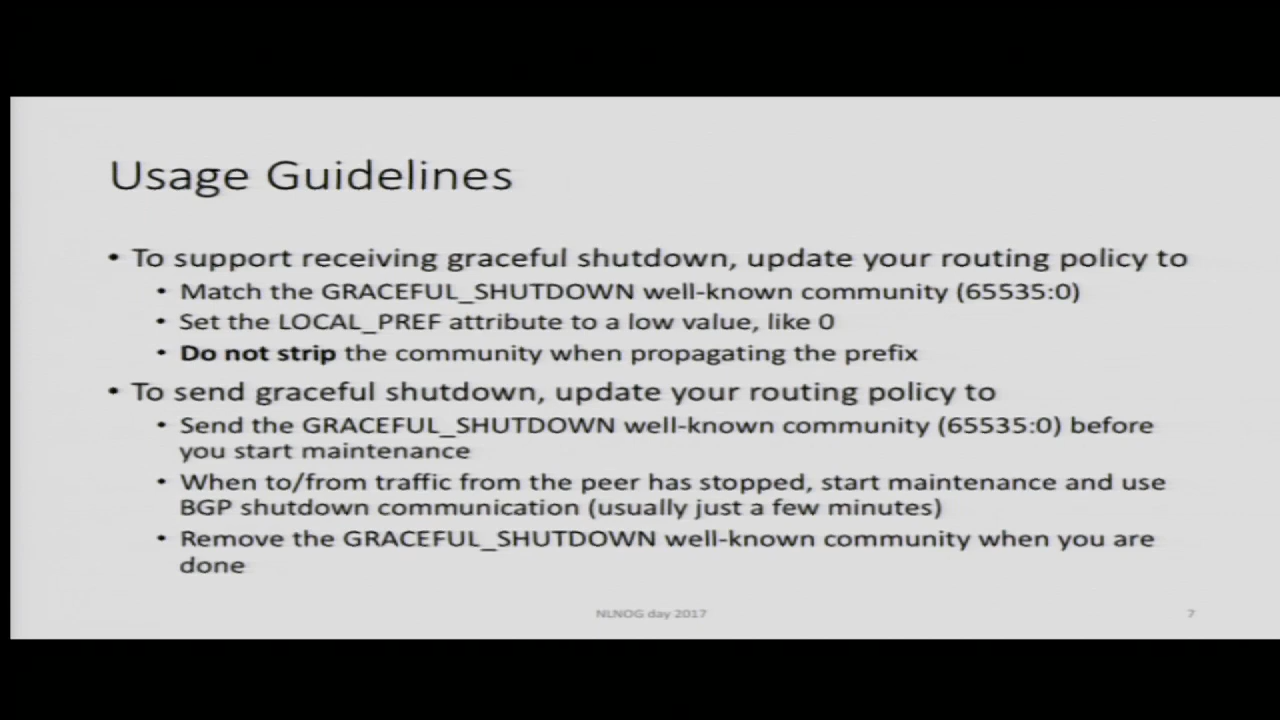 Usage Guidelines
• To support receiving graceful shutdown, update your routing policy to
• Match the GRACEFUL_SHUTDOWN well-known community (65535:0)
• Set the LOCAL_PREF attribute to a low value, like 0
• Do not strip the community when propagating the prefix
• To send graceful shutdown, update your routing policy to
• Send the GRACEFUL_SHUTDOWN well-known community (65535:0) before
you start maintenance
• When to/from traffic from the peer has stopped, start maintenance and use
BGP shutdown communication (usually just a few minutes)
• Remove the GRACEFUL_SHUTDOWN well-known community when you are
done
NLNOG day 2017
7